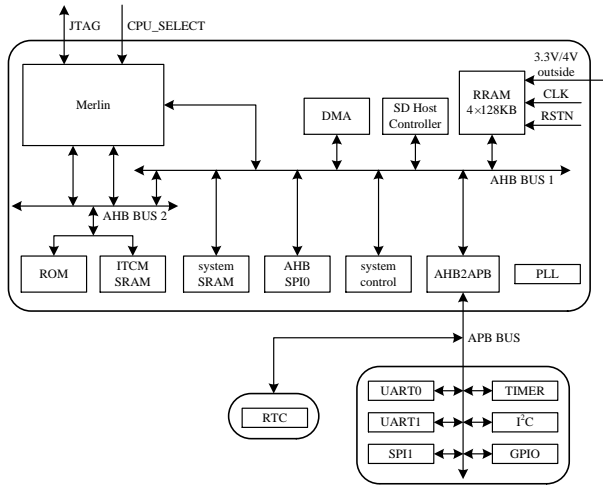 JTAG
CPU_SELECT
3.3V/4V
outside
CLK
RSTN
Merlin
DMA
SD Host
Controller
RRAM
4×128KB
AHB BUS 1
AHB BUS 2
ROM
ITCM
SRAM
system
SRAM
AHB
SPI0
system
control
AHB2APB
PLL
APB BUS
RTC
UART0
TIMER
UART1
I²C
SPI1
GPIO